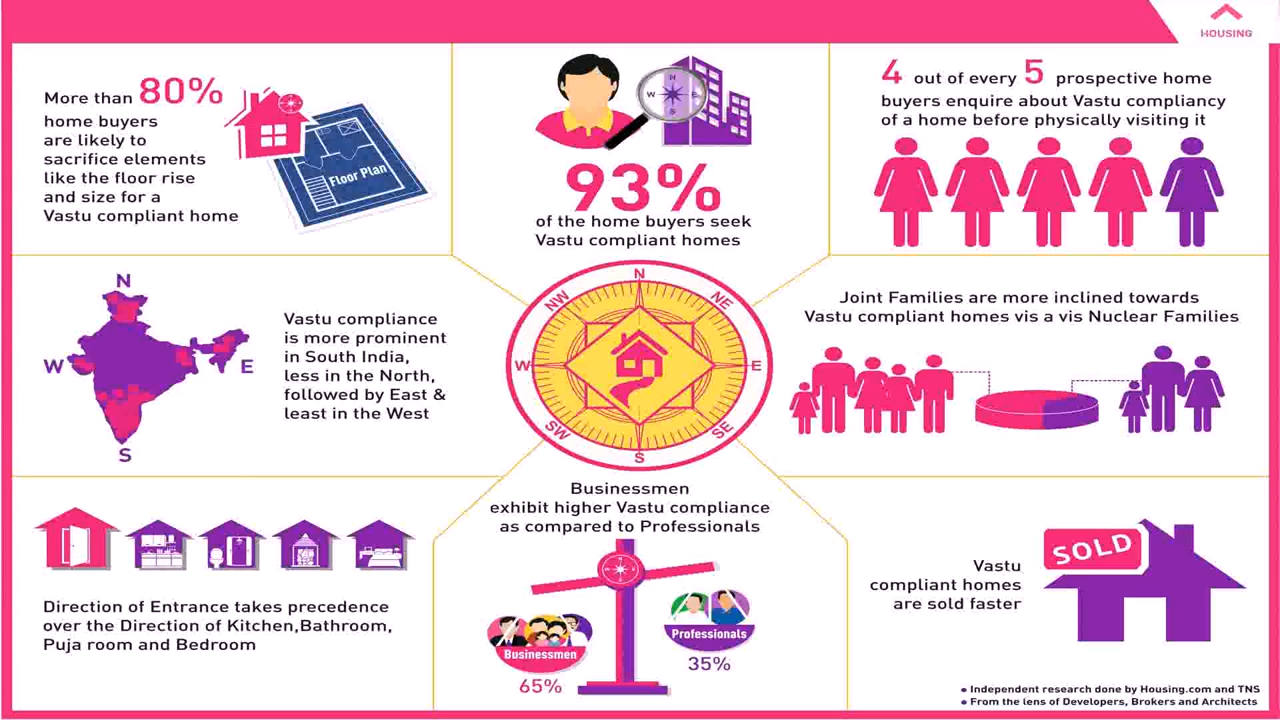 HOUSING
More than 80%
home buyers
are likely to
sacrifice elements
like the floor rise
and size for a
Vastu compliant home
Floor Plan
N
W
E
93%
of the home buyers seek
Vastu compliant homes
4 out of every 5 prospective home
buyers enquire about Vastu compliancy
of a home before physically visiting it
N
W
E
S
Vastu compliance
is more prominent
in South India,
less in the North,
followed by East &
least in the West
N
NW
NE
W
E
SW
SE
S
Joint Families are more inclined towards
Vastu compliant homes vis a vis Nuclear Families
Direction of Entrance takes precedence
over the Direction of Kitchen,Bathroom,
Puja room and Bedroom
Businessmen
exhibit higher Vastu compliance
as compared to Professionals
Businessmen
65%
Professionals
35%
Vastu
compliant homes
are sold faster
SOLD
• Independent research done by Housing.com and TNS
• From the lens of Developers, Brokers and Architects